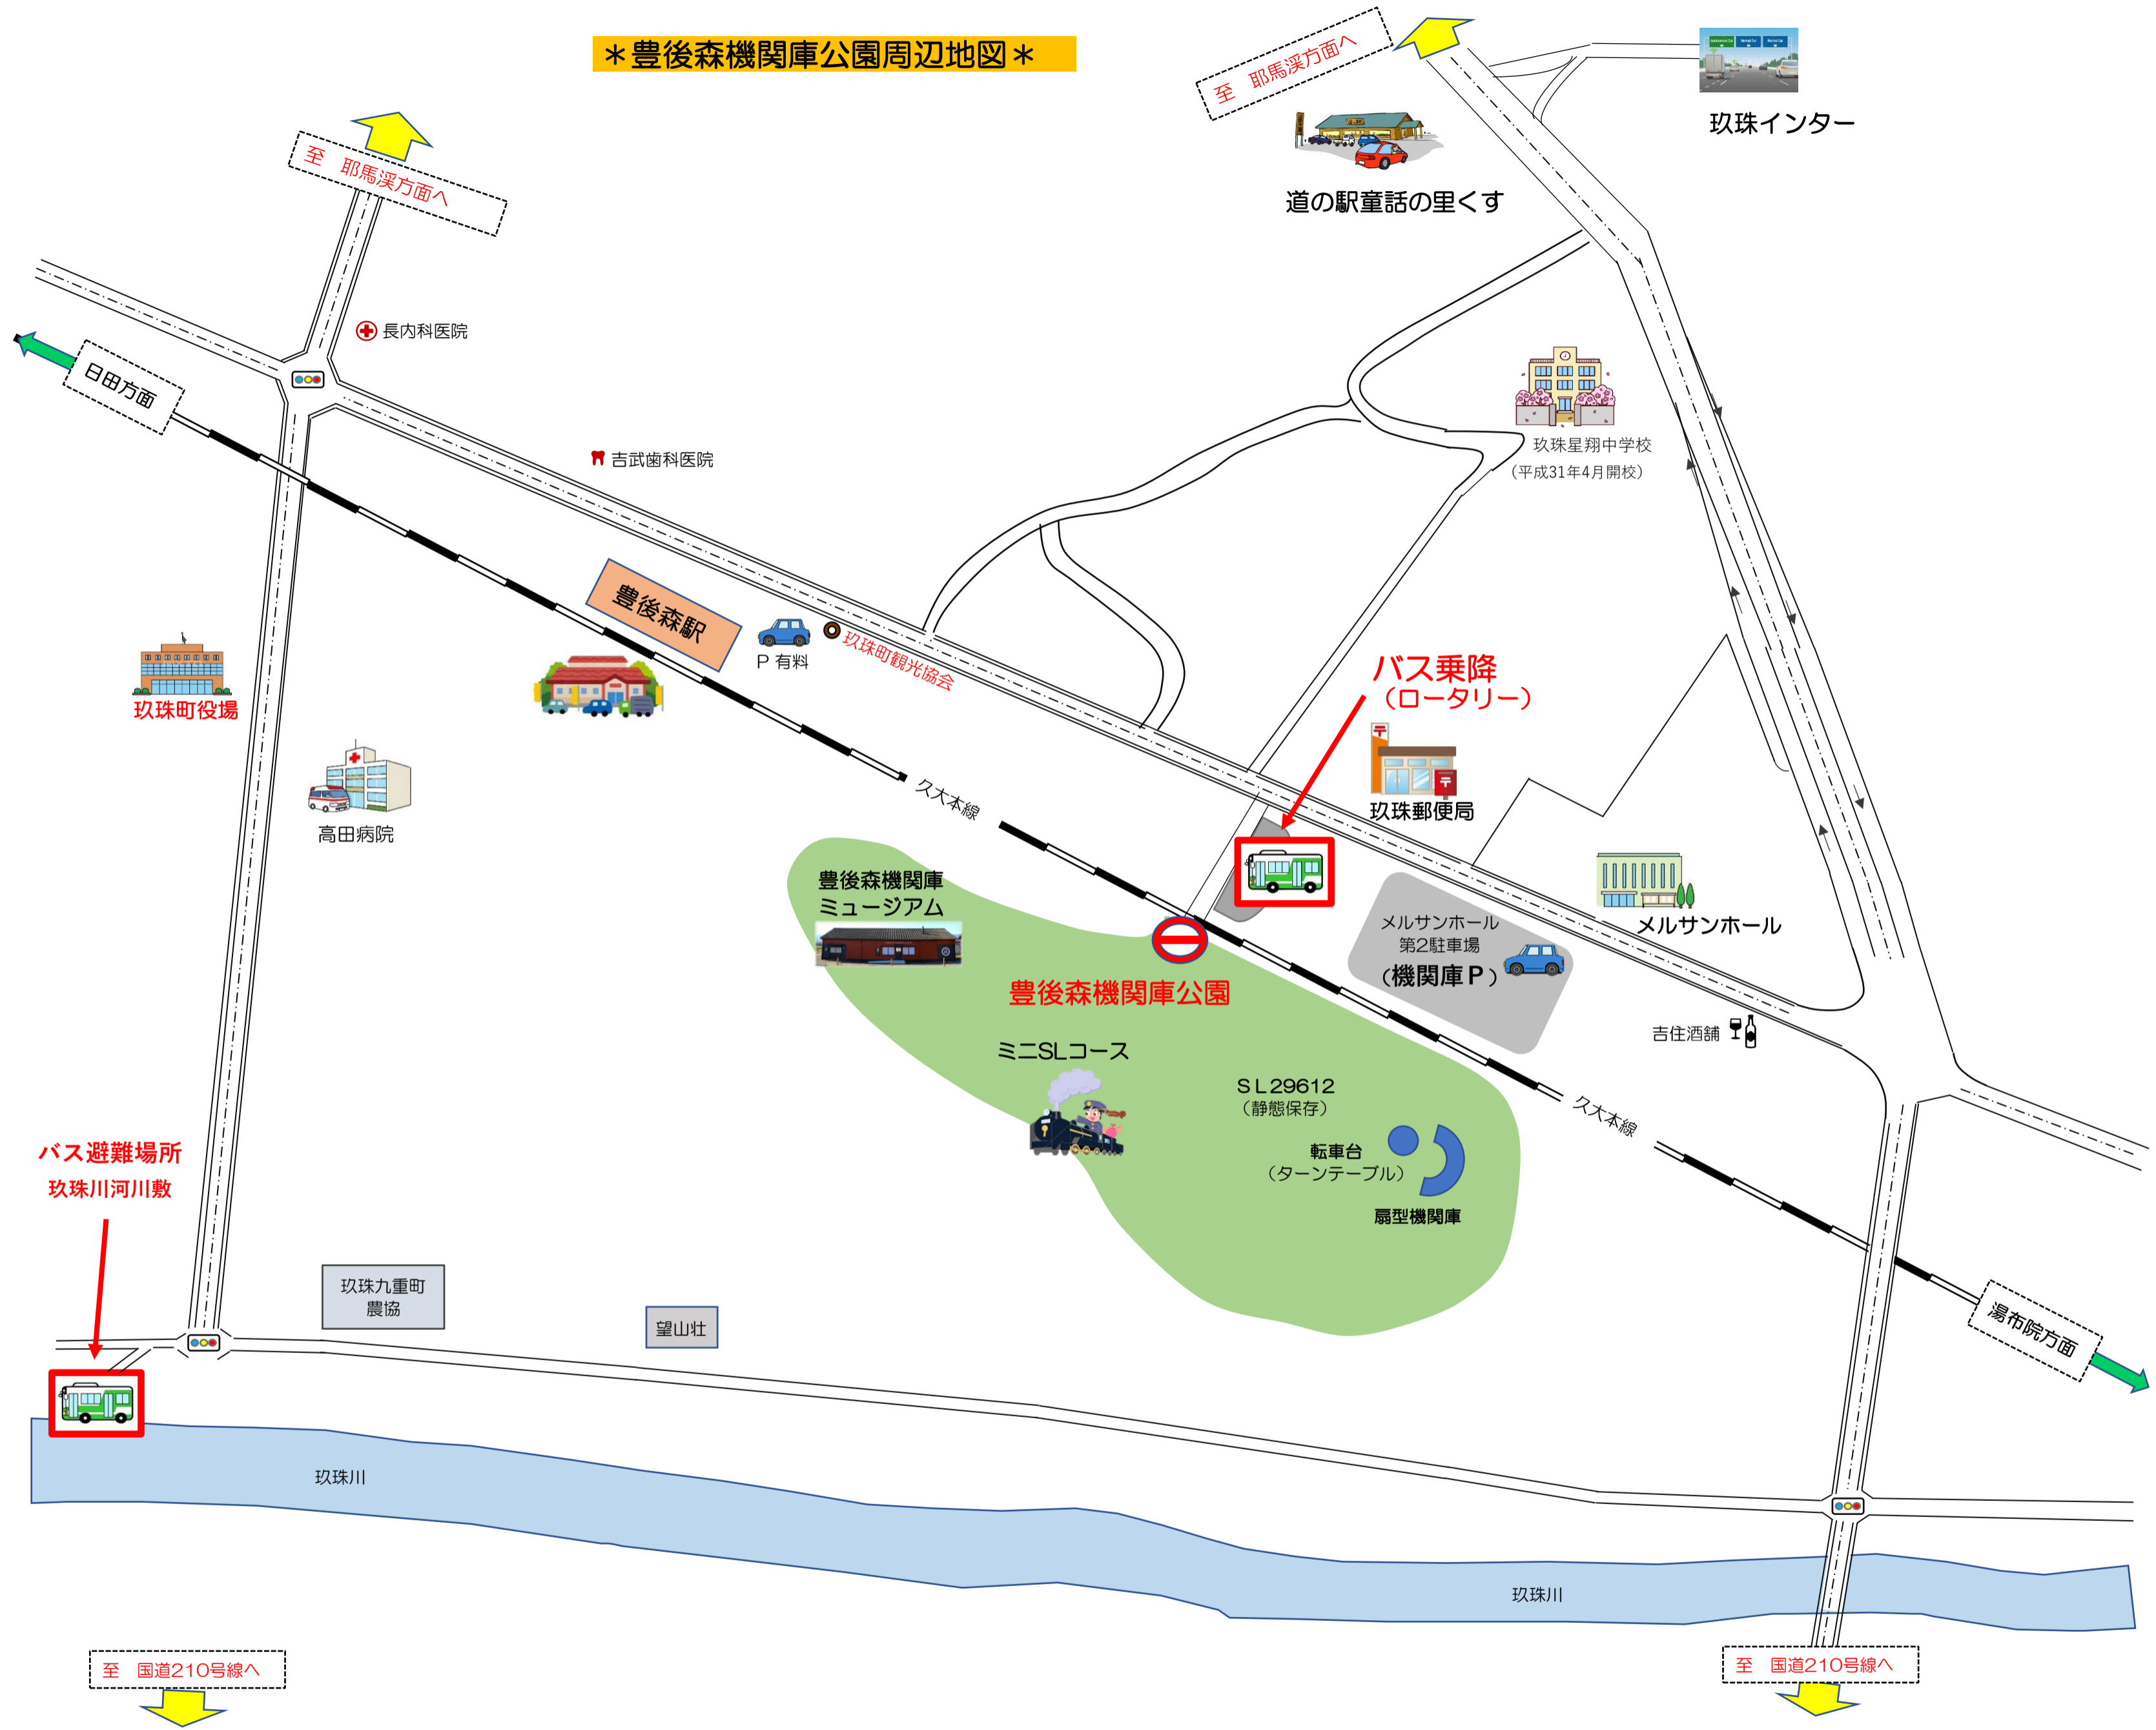 ＊豊後森機関庫公園周辺地図＊
至　耶馬渓方面へ
玖珠インター
道の駅童話の里くす
至　耶馬渓方面へ
長内科医院
日田方面
吉武歯科医院
玖珠星翔中学校
（平成31年4月開校）
豊後森駅
P 有料
玖珠町観光協会
玖珠町役場
バス乗降
（ロータリー）
玖珠郵便局
高田病院
久大本線
豊後森機関庫
ミュージアム
メルサンホール
第2駐車場
（機関庫P）
メルサンホール
豊後森機関庫公園
吉住酒舗
ミニSLコース
SL29612
（静態保存）
久大本線
転車台
（ターンテーブル）
扇型機関庫
バス避難場所
玖珠川河川敷
玖珠九重町
農協
望山壮
湯布院方面
玖珠川
玖珠川
至　国道210号線へ
至　国道210号線へ